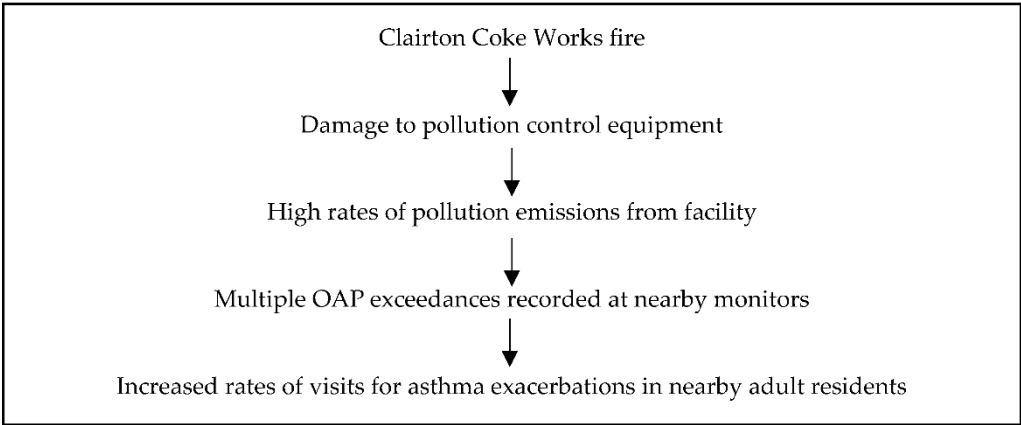 Clairton Coke Works fire
Damage to pollution control equipment
High rates of pollution emissions from facility
Multiple OAP exceedances recorded at nearby monitors
Increased rates of visits for asthma exacerbations in nearby adult residents